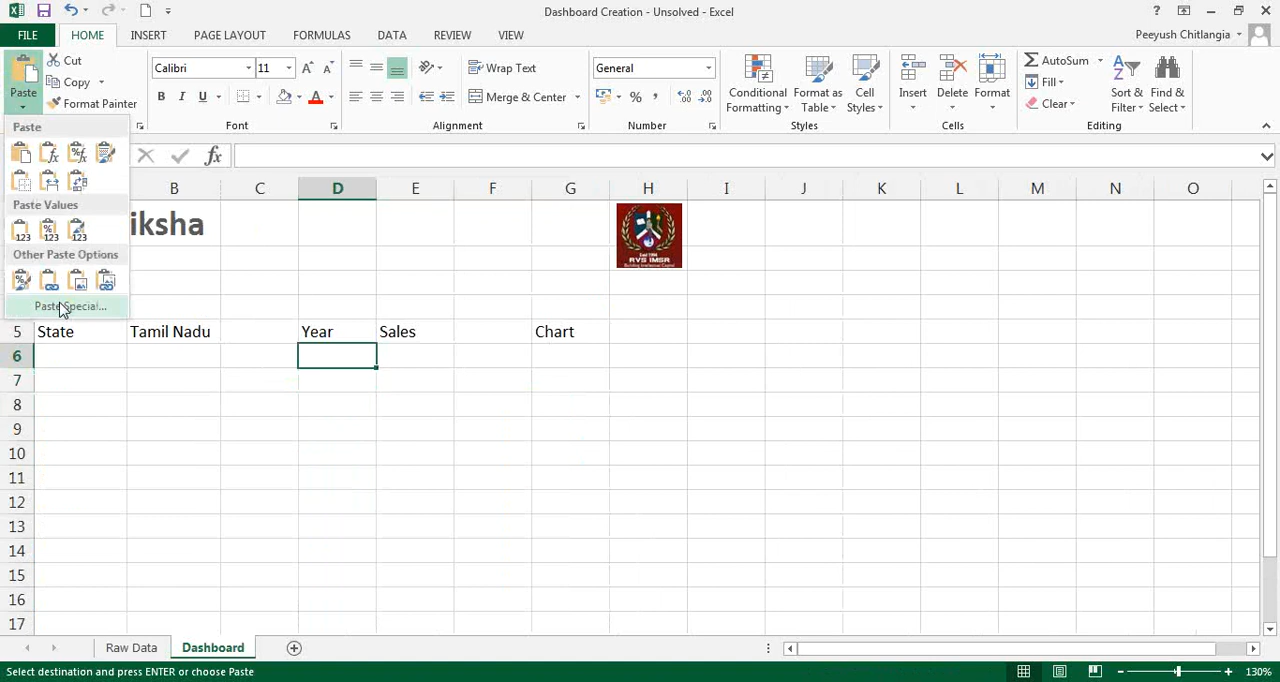 Dashboard Creation - Unsolved - Excel
?
FILE HOME INSERT PAGE LAYOUT FORMULAS DATA REVIEW VIEW Peeyush Chitlangia
Paste
Cut
Copy
Format Painter
Calibri 11
B I U A
Font
Wrap Text
Merge & Center
Alignment
General
% ,
Number
Conditional Formatting
Format as Table
Cell Styles
Styles
Insert Delete Format
Cells
AutoSum
Fill
Clear
Sort & Filter
Find & Select
Editing
Paste
Paste Values
Other Paste Options
Paste Special...
fx
B C D E F G H I J K L M N O
iksha
RVS IMSR
5 State Tamil Nadu Year Sales Chart
6
7
8
9
10
11
12
13
14
15
16
17
Raw Data Dashboard
Select destination and press ENTER or choose Paste
130%